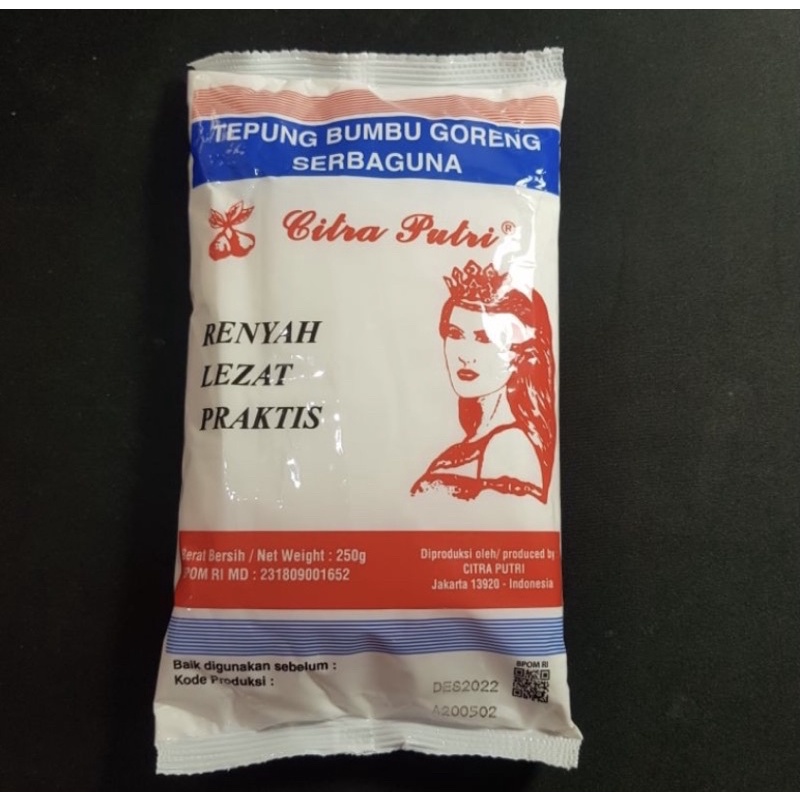 TEPUNG BUMBU GORENG
SERBAGUNA
Citra Putri®
RENYAH
LEZAT
PRAKTIS
Berat Bersih / Net Weight : 250g
POM RI MD : 231809001652
Diproduksi oleh/ produced by
CITRA PUTRI
Jakarta 13920 - Indonesia
Baik digunakan sebelum :
Kode Produksi :
DES2022
A200502
BPOM RI